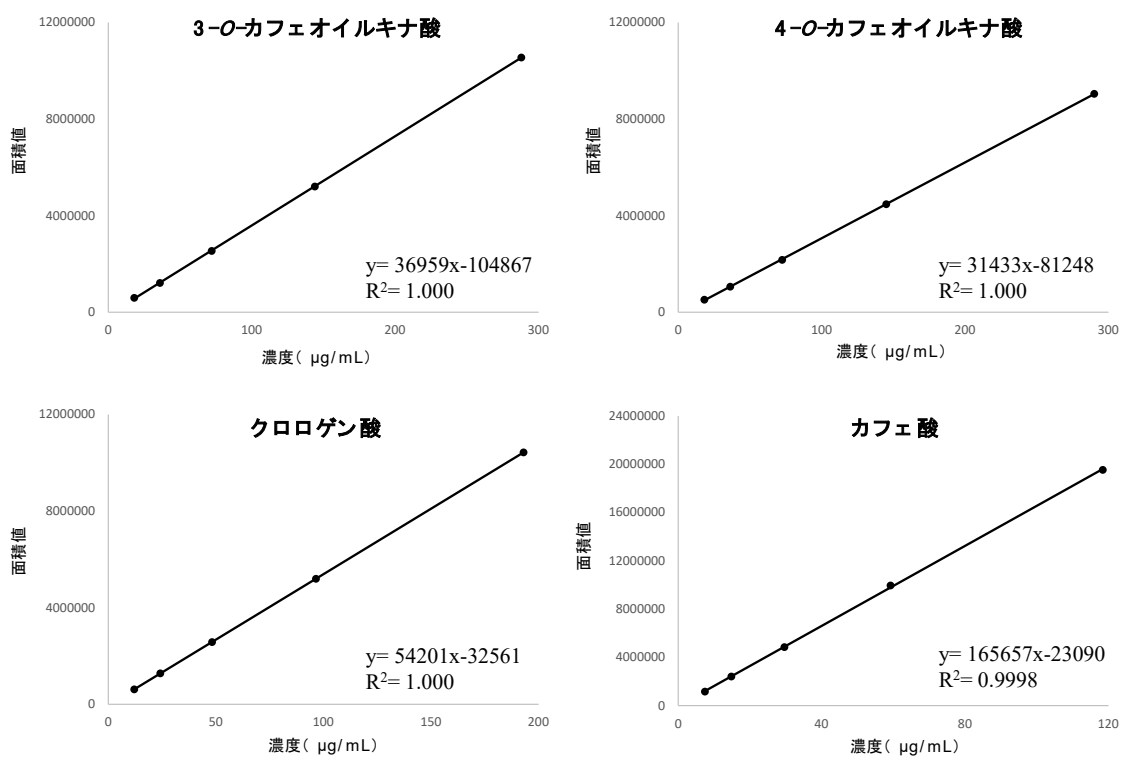 3-O-カフェオイルキナ酸
12000000
8000000
4000000
0
面積値
y= 36959x-104867
R²= 1.000
0 100 200 300
濃度( µg/mL)
4-O-カフェオイルキナ酸
12000000
8000000
4000000
0
面積値
y= 31433x-81248
R²= 1.000
0 100 200 300
濃度( µg/mL)
クロロゲン酸
12000000
8000000
4000000
0
面積値
y= 54201x-32561
R²= 1.000
0 50 100 150 200
濃度( µg/mL)
カフェ酸
24000000
20000000
16000000
12000000
8000000
4000000
0
面積値
y= 165657x-23090
R²= 0.9998
0 40 80 120
濃度( µg/mL)